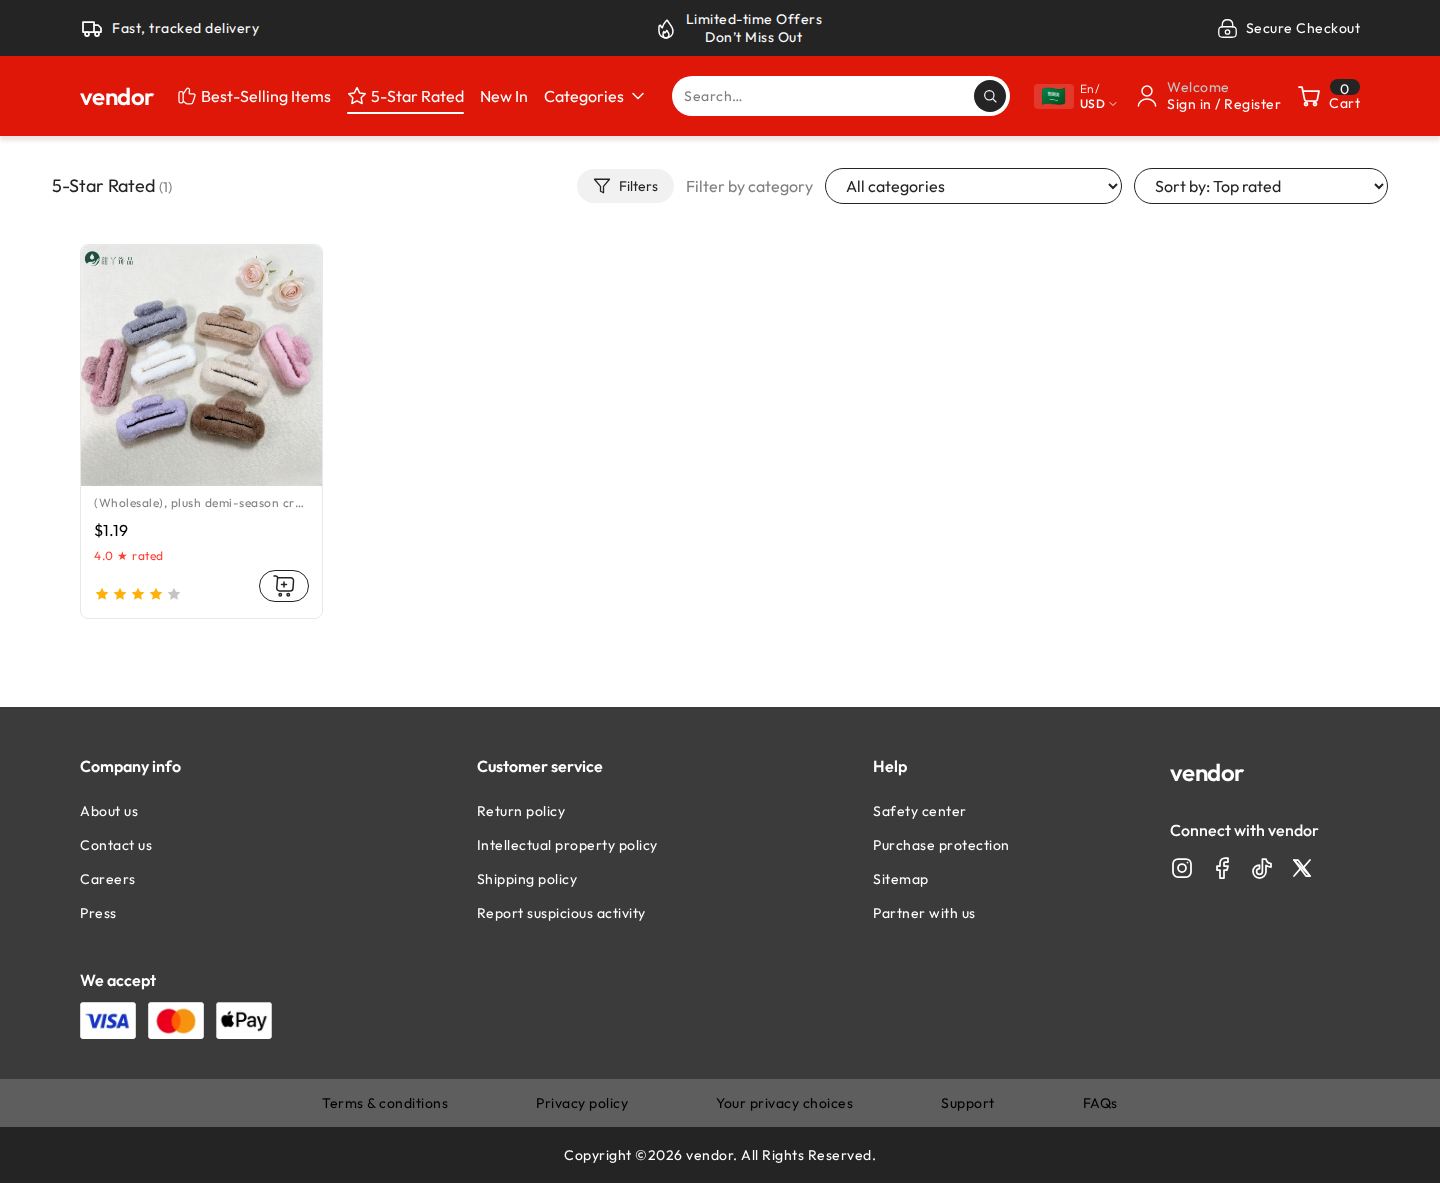 Fast, tracked delivery
Limited-time Offers
Don't Miss Out
Secure Checkout
vendor
Best-Selling Items
5-Star Rated
New In
Categories
Search...
En/
USD
Welcome
Sign in / Register
0
Cart
5-Star Rated (1)
Filters
Filter by category
All categories
Sort by: Top rated
(Wholesale), plush demi-season cr...
$1.19
4.0 ★ rated
Company info
About us
Contact us
Careers
Press
Customer service
Return policy
Intellectual property policy
Shipping policy
Report suspicious activity
Help
Safety center
Purchase protection
Sitemap
Partner with us
vendor
Connect with vendor
We accept
VISA
Pay
Terms & conditions
Privacy policy
Your privacy choices
Support
FAQs
Copyright ©2026 vendor. All Rights Reserved.